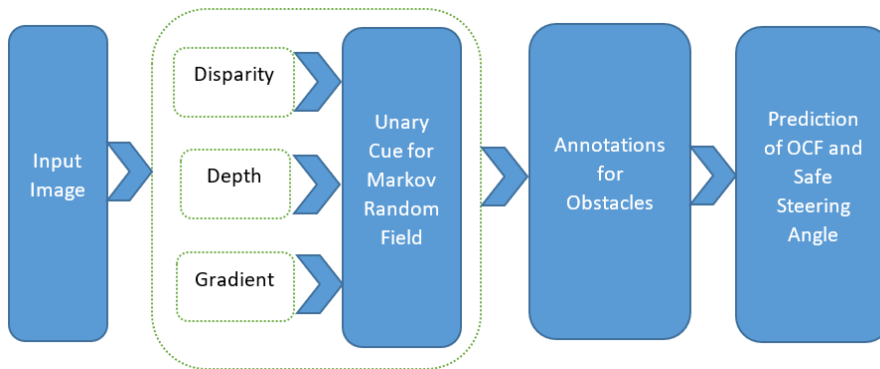 Input
Image
Disparity
Depth
Gradient
Unary
Cue for
Markov
Random
Field
Annotations
for
Obstacles
Prediction
of OCF and
Safe
Steering
Angle